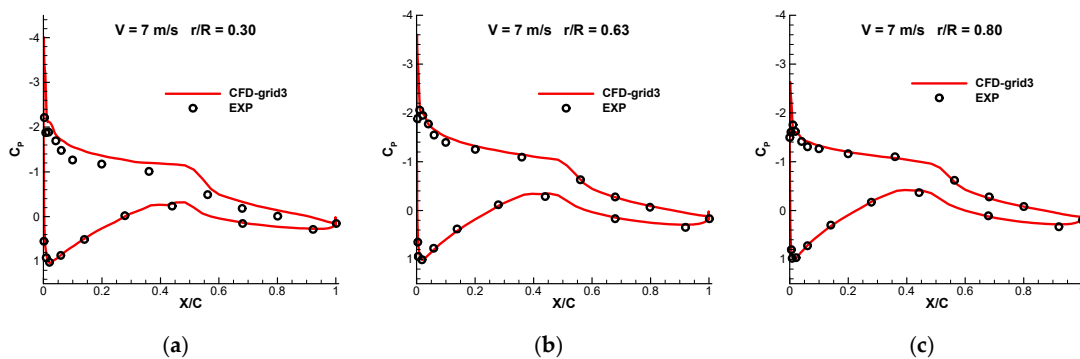 V = 7 m/s r/R = 0.30
-4
-3
-2
-1
0
1
CP
CFD-grid3
EXP
0
0.2
0.4
0.6
0.8
1
X/C
(a)
V = 7 m/s r/R = 0.63
-4
-3
-2
-1
0
1
CP
CFD-grid3
EXP
0
0.2
0.4
0.6
0.8
1
X/C
(b)
V = 7 m/s r/R = 0.80
-4
-3
-2
-1
0
1
CP
CFD-grid3
EXP
0
0.2
0.4
0.6
0.8
X/C
(c)